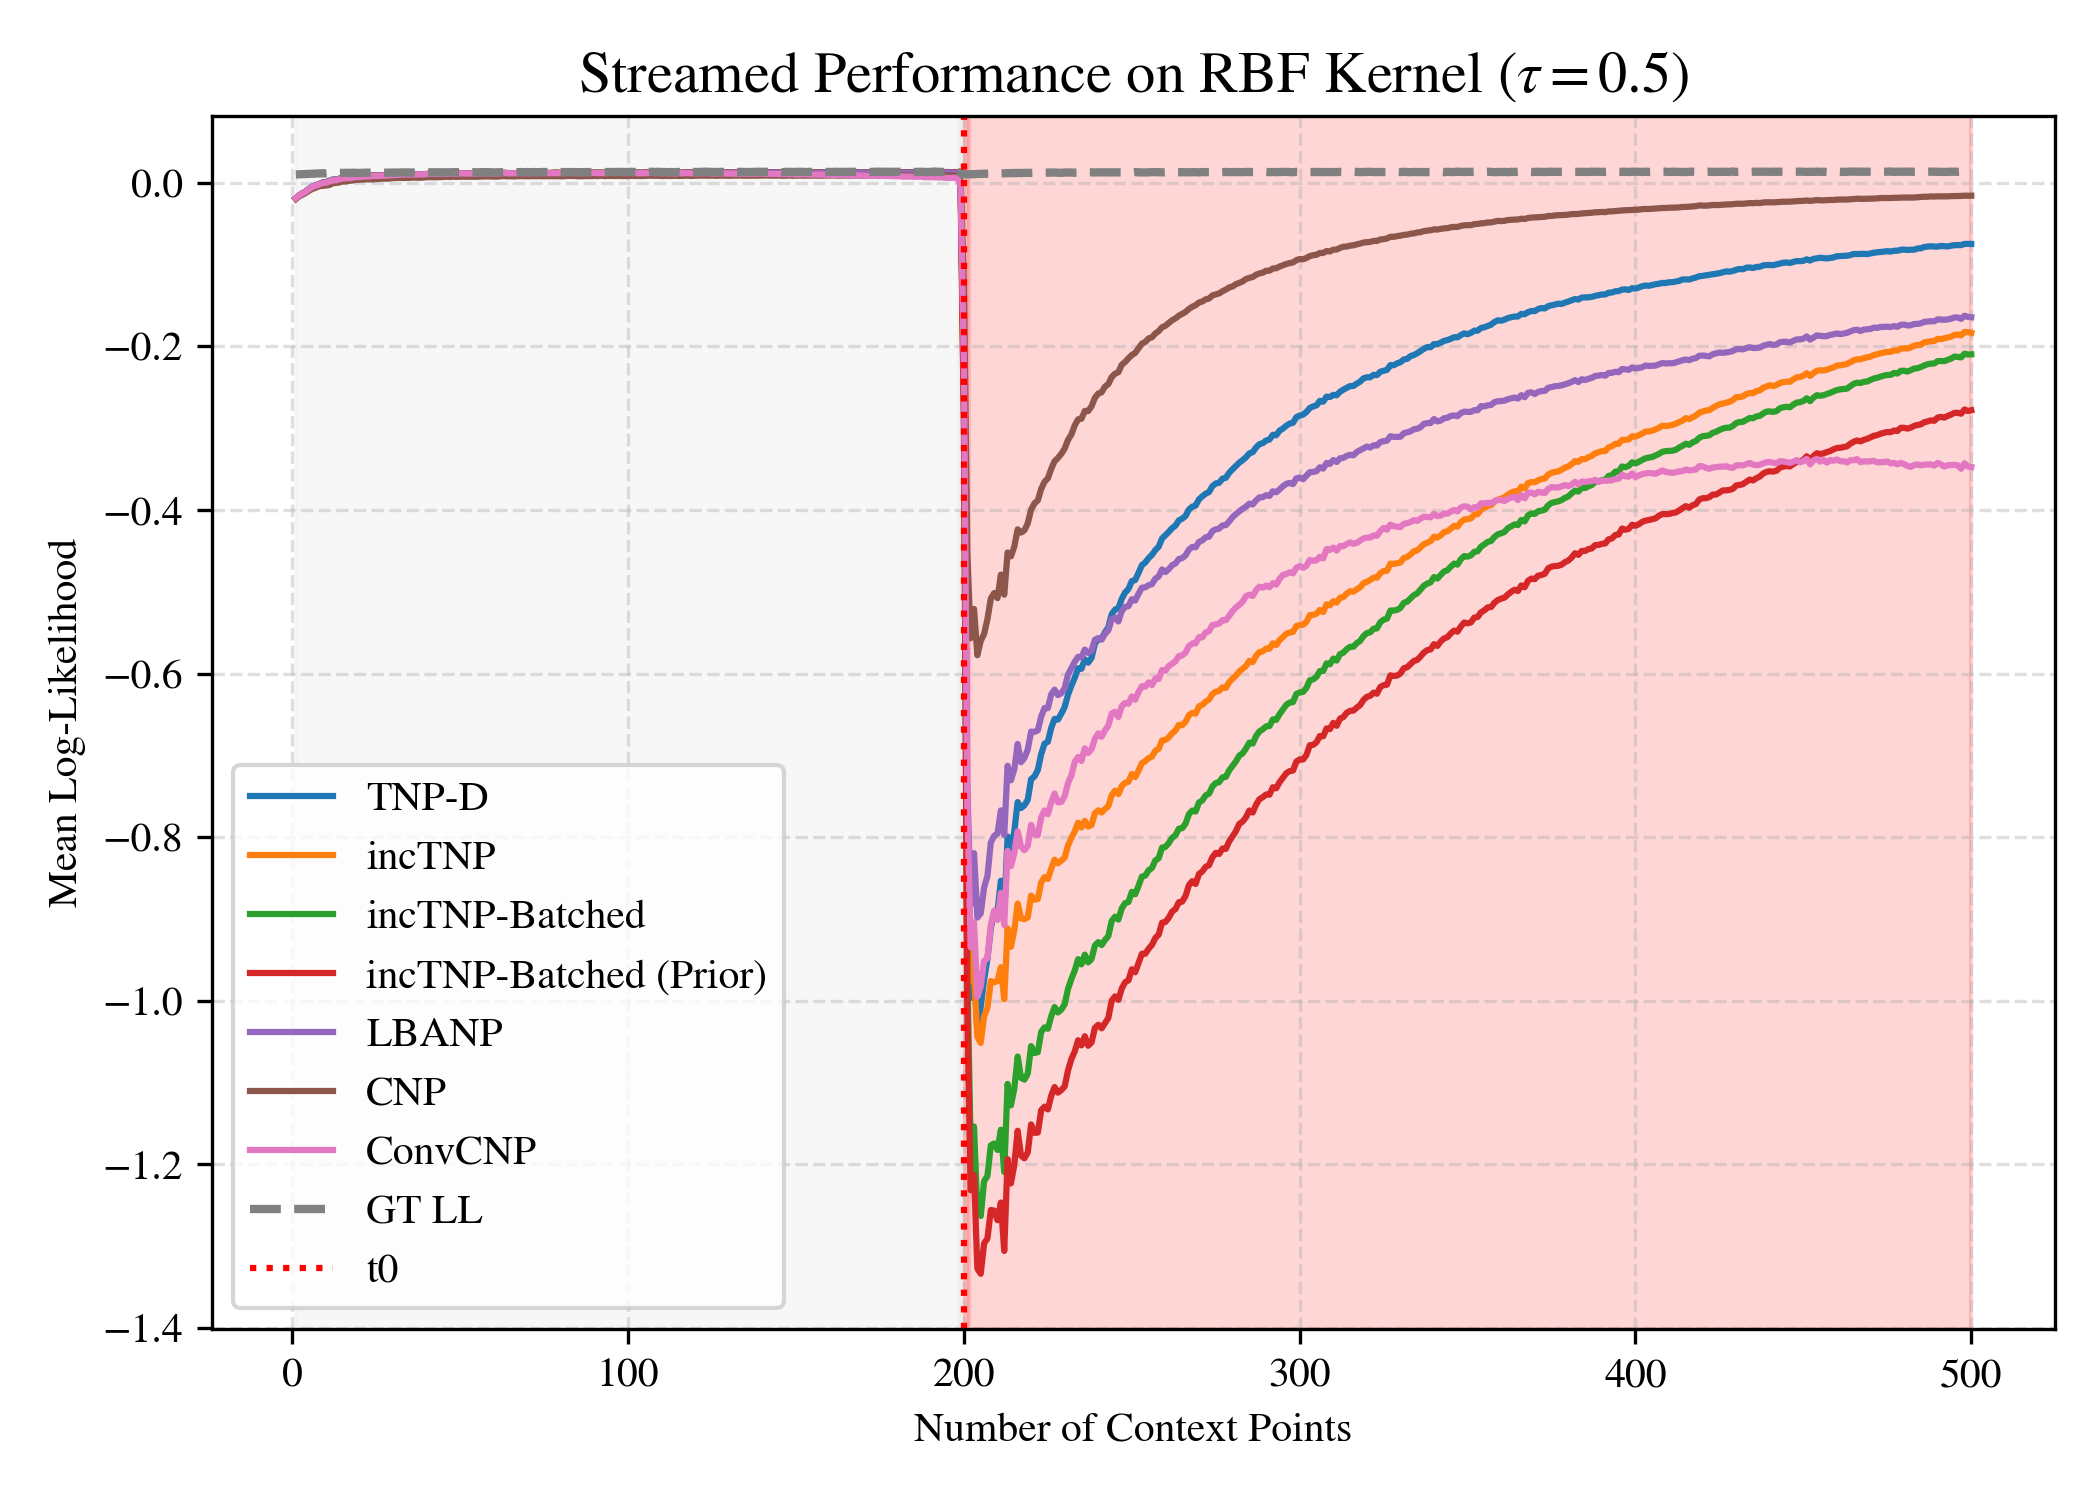 Streamed Performance on RBF Kernel (τ = 0.5)
Mean Log-Likelihood
0.0
−0.2
−0.4
−0.6
−0.8
−1.0
−1.2
−1.4
TNP-D
incTNP
incTNP-Batched
incTNP-Batched (Prior)
LBANP
CNP
ConvCNP
GT LL
t0
0 100 200 300 400 500
Number of Context Points